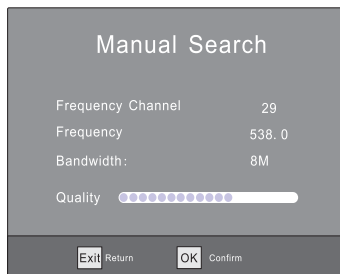 Manual Search
Frequency Channel 29
Frequency 538. 0
Bandwidth: 8M
Quality
Exit Return OK Confirm